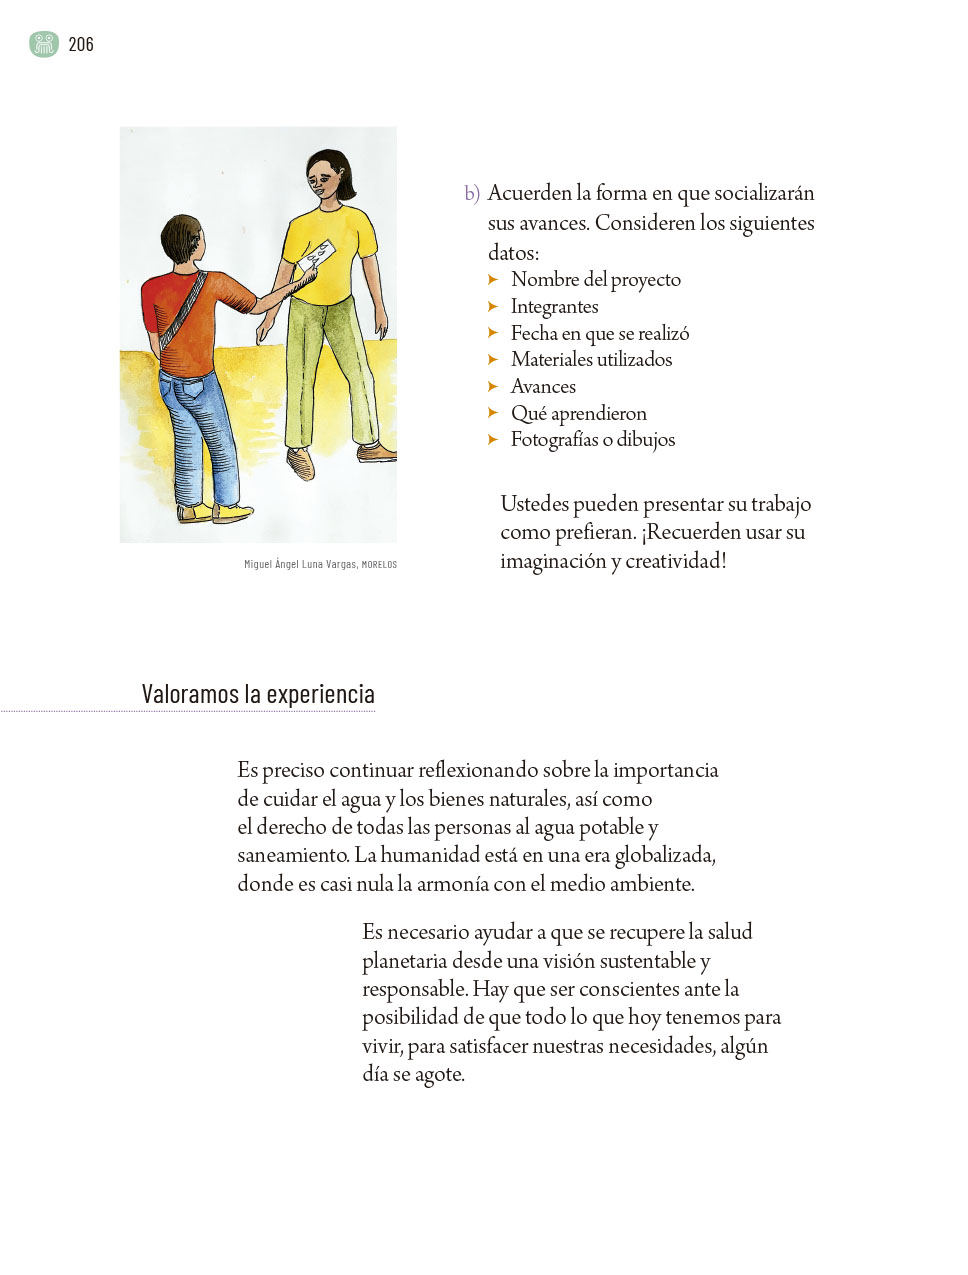 206
b) Acuerden la forma en que socializarán
sus avances. Consideren los siguientes
datos:
➤ Nombre del proyecto
➤ Integrantes
➤ Fecha en que se realizó
➤ Materiales utilizados
➤ Avances
➤ Qué aprendieron
➤ Fotografías o dibujos
Ustedes pueden presentar su trabajo
como prefieran. ¡Recuerden usar su
imaginación y creatividad!
Miguel Ángel Luna Vargas, MORELOS
Valoramos la experiencia
Es preciso continuar reflexionando sobre la importancia
de cuidar el agua y los bienes naturales, así como
el derecho de todas las personas al agua potable y
saneamiento. La humanidad está en una era globalizada,
donde es casi nula la armonía con el medio ambiente.
Es necesario ayudar a que se recupere la salud
planetaria desde una visión sustentable y
responsable. Hay que ser conscientes ante la
posibilidad de que todo lo que hoy tenemos para
vivir, para satisfacer nuestras necesidades, algún
día se agote.